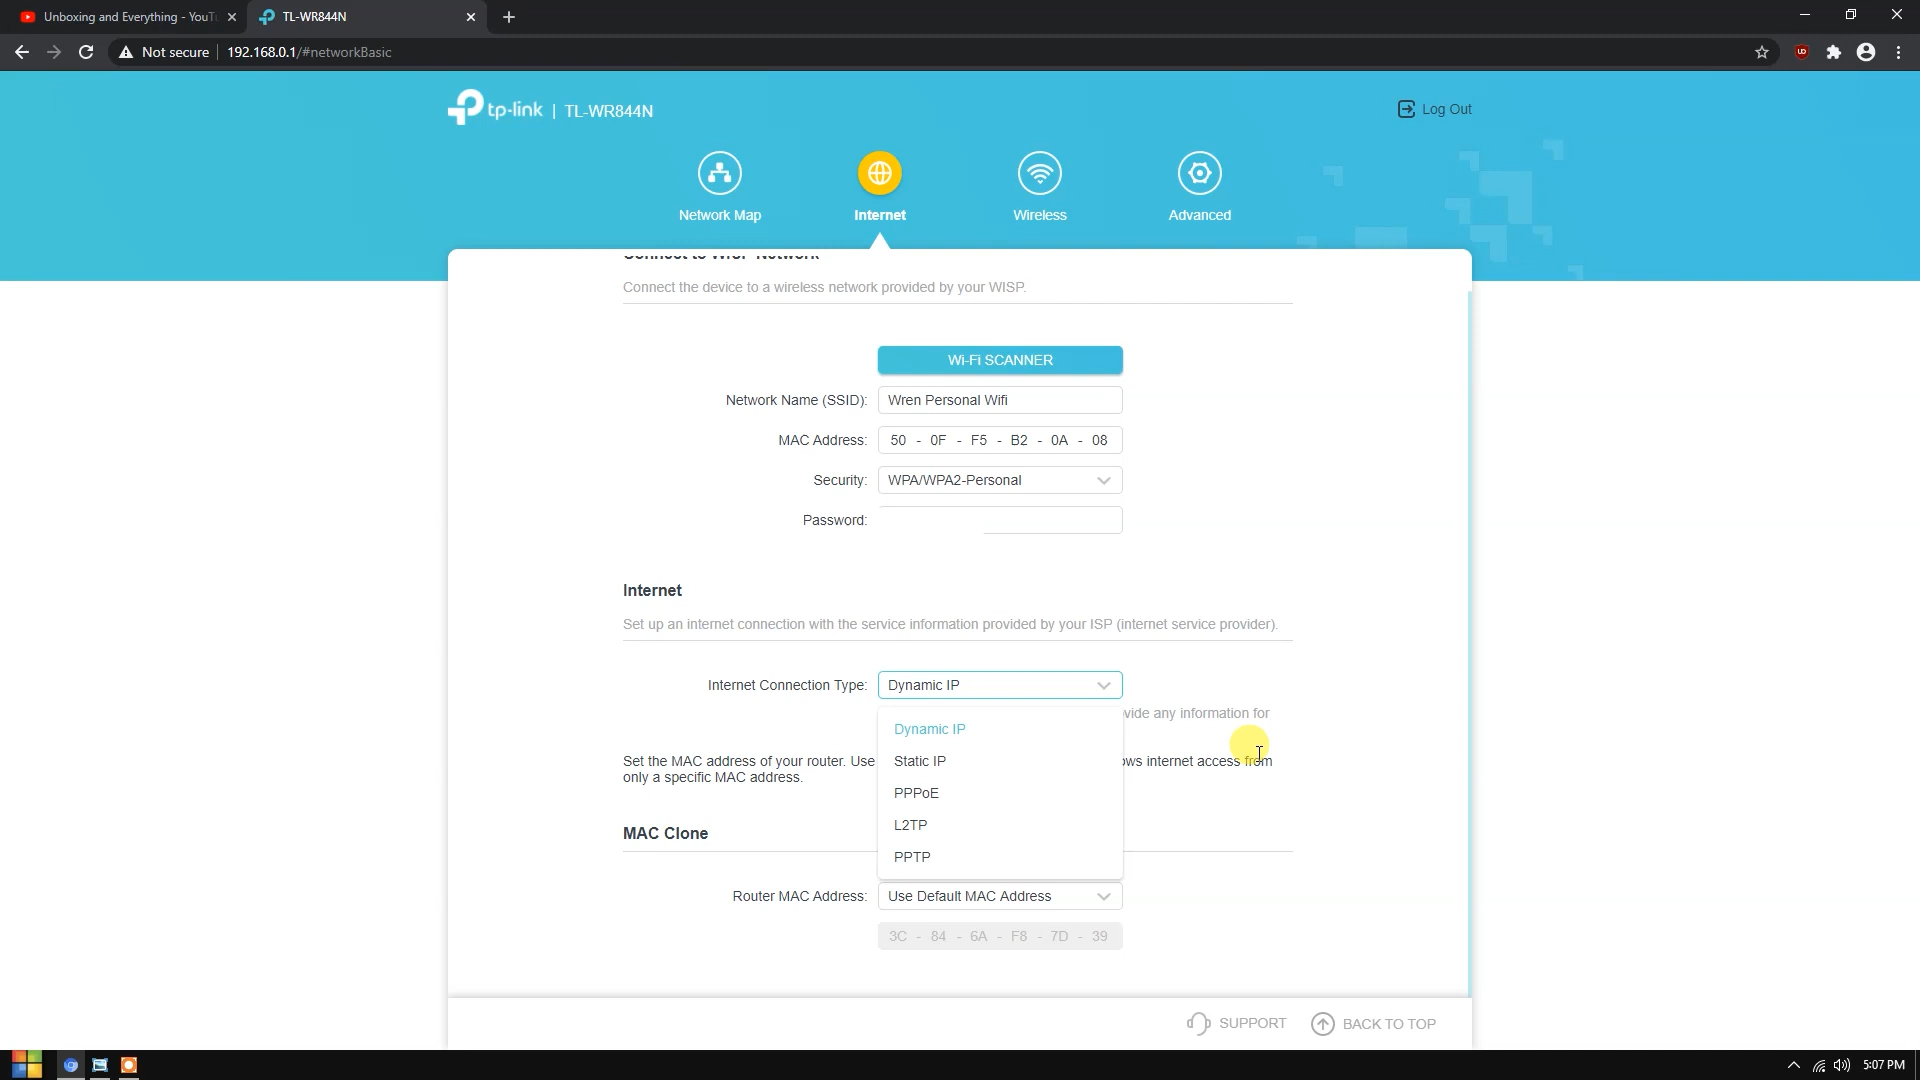 Unboxing and Everything - YouTu
TL-WR844N
Not secure
192.168.0.1/#networkBasic
tp-link | TL-WR844N
Log Out
Network Map
Internet
Wireless
Advanced
Connect to WISP Network
Connect the device to a wireless network provided by your WISP.
Wi-Fi SCANNER
Network Name (SSID): Wren Personal Wifi
MAC Address: 50 - 0F - F5 - B2 - 0A - 08
Security: WPA/WPA2-Personal
Password:
Internet
Set up an internet connection with the service information provided by your ISP (internet service provider).
Internet Connection Type: Dynamic IP
vide any information for
Dynamic IP
Static IP
PPPoE
L2TP
PPTP
Set the MAC address of your router. Use
ows internet access from
only a specific MAC address.
MAC Clone
Router MAC Address: Use Default MAC Address
3C - 84 - 6A - F8 - 7D - 39
SUPPORT
BACK TO TOP
5:07 PM